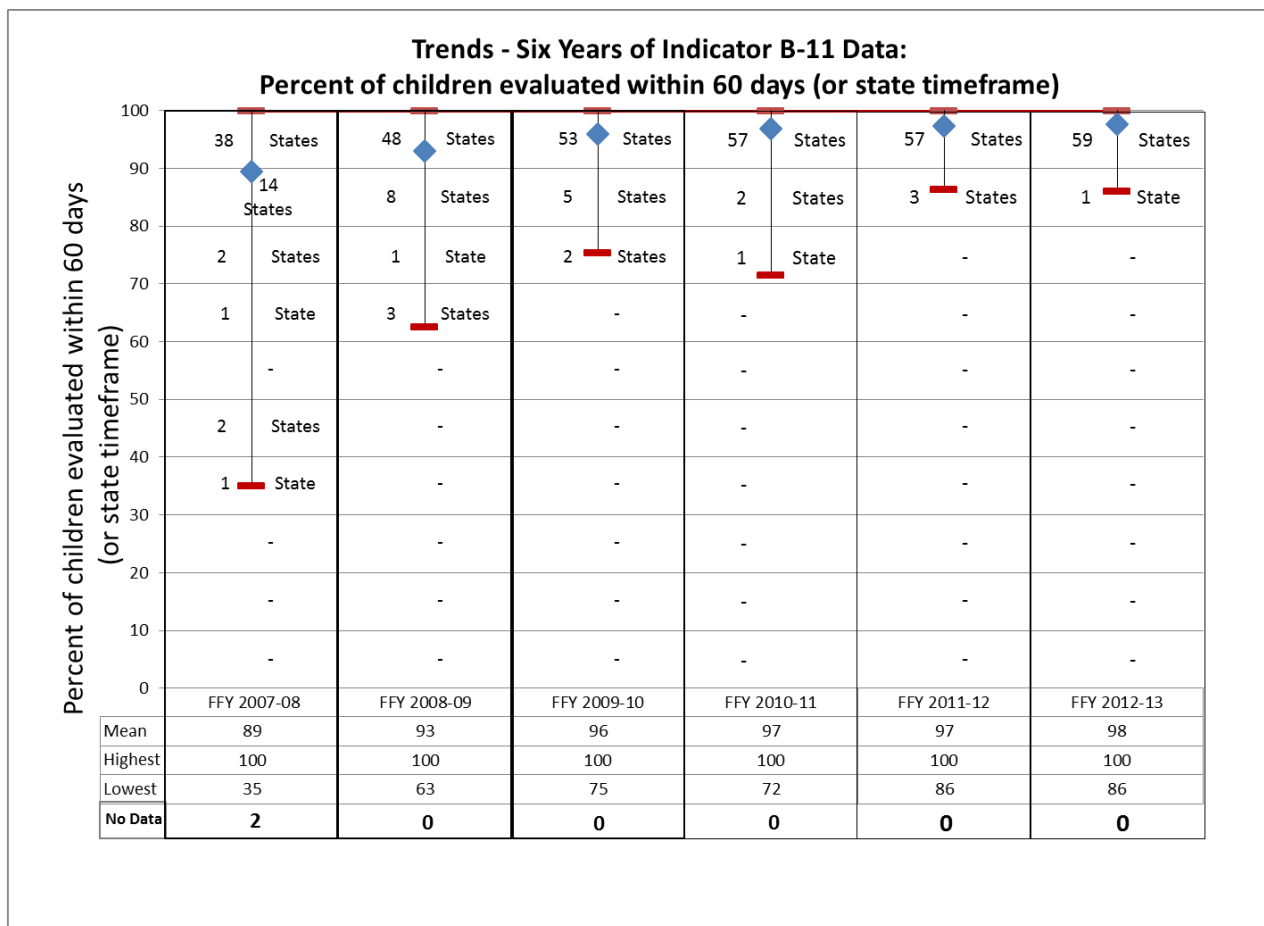 Trends - Six Years of Indicator B-11 Data:
Percent of children evaluated within 60 days (or state timeframe)
Percent of children evaluated within 60 days
(or state timeframe)
100
38 States 48 States 53 States 57 States 57 States 59 States
90
14
States 8 States 5 States 2 States 3 States 1 State
80
2 States 1 State 2 States 1 State - -
70
1 State 3 States - - - -
60
- - - - - -
50
2 States - - - - -
40
1 State - - - - -
30
- - - - - -
20
- - - - - -
10
- - - - - -
0
FFY 2007-08 FFY 2008-09 FFY 2009-10 FFY 2010-11 FFY 2011-12 FFY 2012-13
Mean 89 93 96 97 97 98
Highest 100 100 100 100 100 100
Lowest 35 63 75 72 86 86
No Data 2 0 0 0 0 0